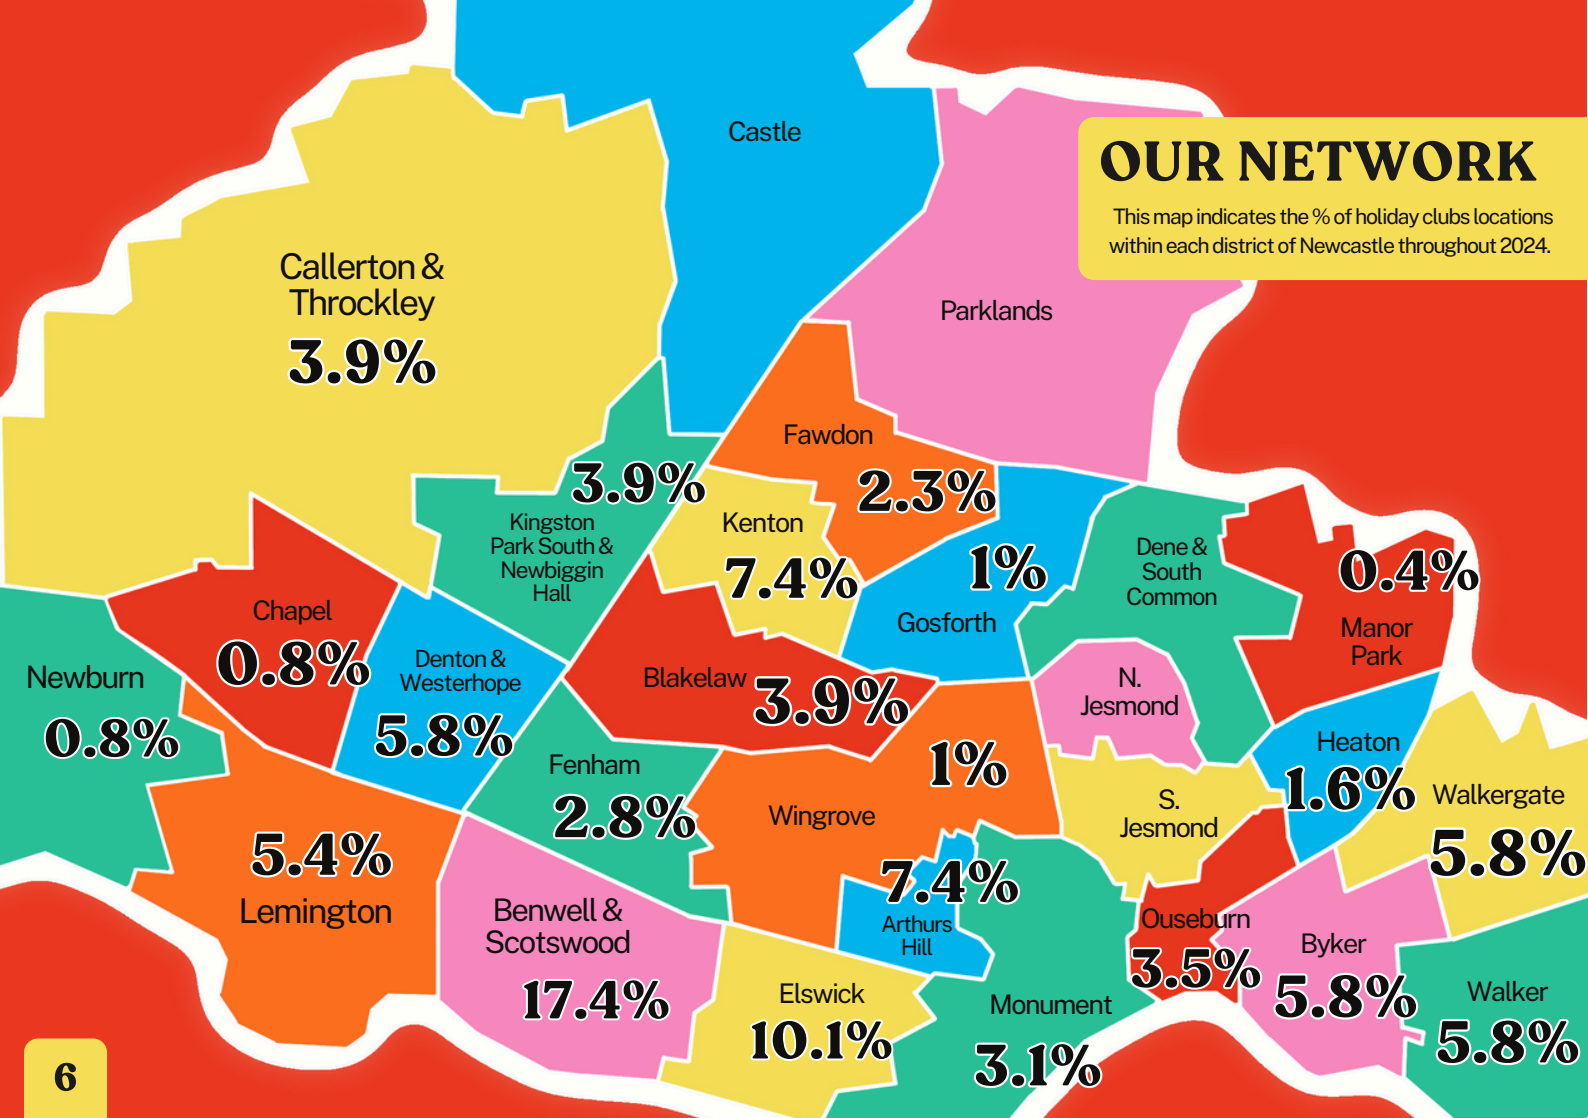 OUR NETWORK
This map indicates the % of holiday clubs locations
within each district of Newcastle throughout 2024.
Castle
Parklands
Callerton &
Throckley
3.9%
Fawdon
2.3%
3.9%
Kingston
Park South &
Newbiggin
Hall
Kenton
7.4%
1%
Gosforth
Dene &
South
Common
0.4%
Manor
Park
Chapel
0.8%
Denton &
Westerhope
5.8%
Newburn
0.8%
Blakelaw
3.9%
N.
Jesmond
Heaton
1.6%
Walkergate
5.8%
Fenham
2.8%
1%
Wingrove
S.
Jesmond
5.4%
Lemington
Benwell &
Scotswood
17.4%
7.4%
Arthurs
Hill
Ouseburn
3.5%
Byker
5.8%
Walker
5.8%
Elswick
10.1%
Monument
3.1%
6